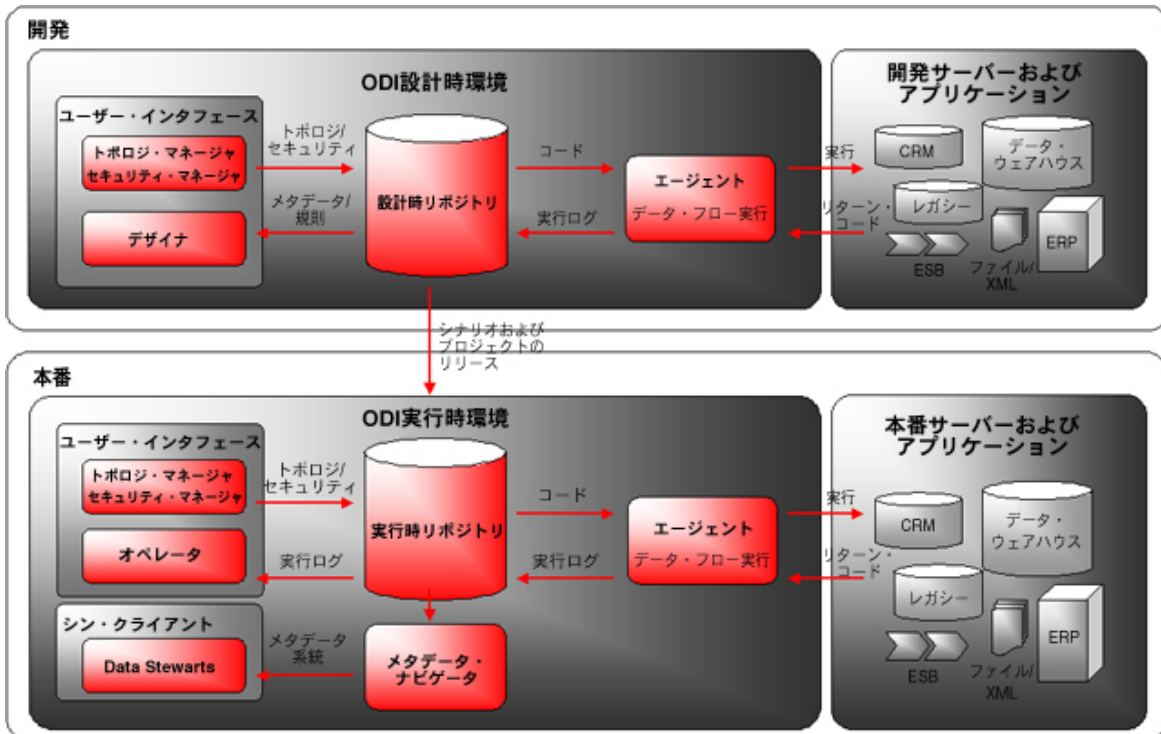 開発
ODI設計時環境
ユーザー・インタフェース
トポロジ・マネージャ
セキュリティ・マネージャ
デザイナ
トポロジ/
セキュリティ
メタデータ/
規則
設計時リポジトリ
コード
実行ログ
エージェント
データ・フロー実行
実行
リターン・
コード
開発サーバーおよび
アプリケーション
CRM
データ・
ウェアハウス
レガシー
ESB
ファイル/
XML
ERP
シナリオおよび
プロジェクトの
リリース
本番
ODI実行時環境
ユーザー・インタフェース
トポロジ・マネージャ
セキュリティ・マネージャ
オペレータ
トポロジ/
セキュリティ
実行ログ
実行時リポジトリ
コード
実行ログ
エージェント
データ・フロー実行
実行
リターン・
コード
シン・クライアント
Data Stewarts
メタデータ
系統
メタデータ・
ナビゲータ
本番サーバーおよび
アプリケーション
CRM
データ・
ウェアハウス
レガシー
ESB
ファイル/
XML
ERP